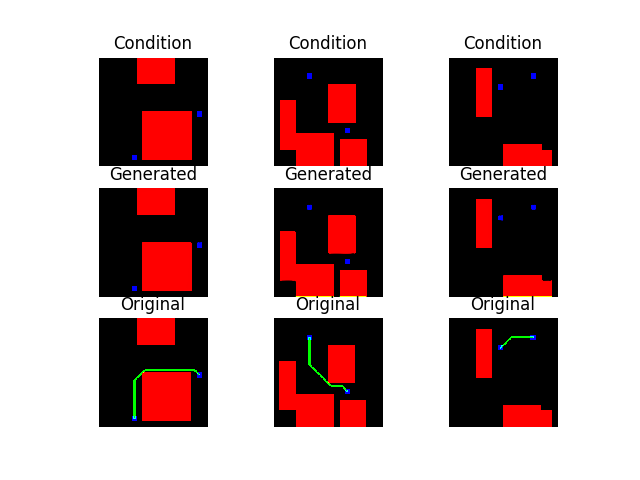 Condition Condition Condition
Generated Generated Generated
Original Original Original